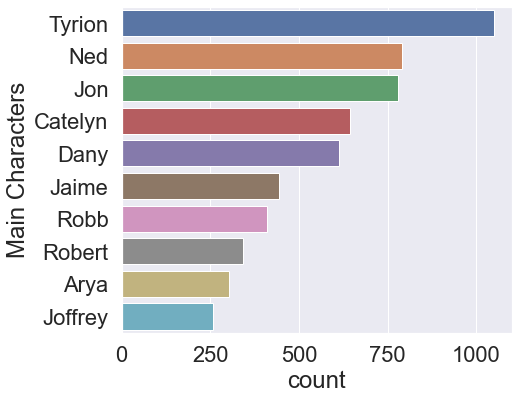 Main Characters
Tyrion
Ned
Jon
Catelyn
Dany
Jaime
Robb
Robert
Arya
Joffrey
0 250 500 750 1000
count